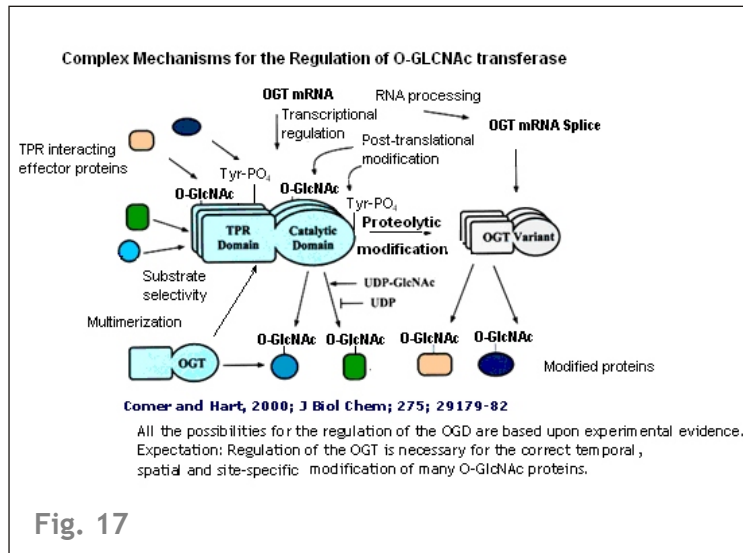 Complex Mechanisms for the Regulation of O-GLCNAc transferase
OGT mRNA
RNA processing
Transcriptional
regulation
OGT mRNA Splice
TPR interacting
effector proteins
Post-translational
modification
Tyr-PO4
O-GlcNAc
O-GlcNAc
Tyr-PO4
TPR
Domain
Catalytic
Domain
Proteolytic
modification
OGT Variant
Substrate
selectivity
UDP-GlcNAc
UDP
Multimerization
OGT
O-GlcNAc
O-GlcNAc
O-GlcNAc
O-GlcNAc
Modified proteins
Comer and Hart, 2000; J Biol Chem; 275; 29179-82
All the possibilities for the regulation of the OGD are based upon experimental evidence.
Expectation: Regulation of the OGT is necessary for the correct temporal,
spatial and site-specific modification of many O-GlcNAc proteins.
Fig. 17